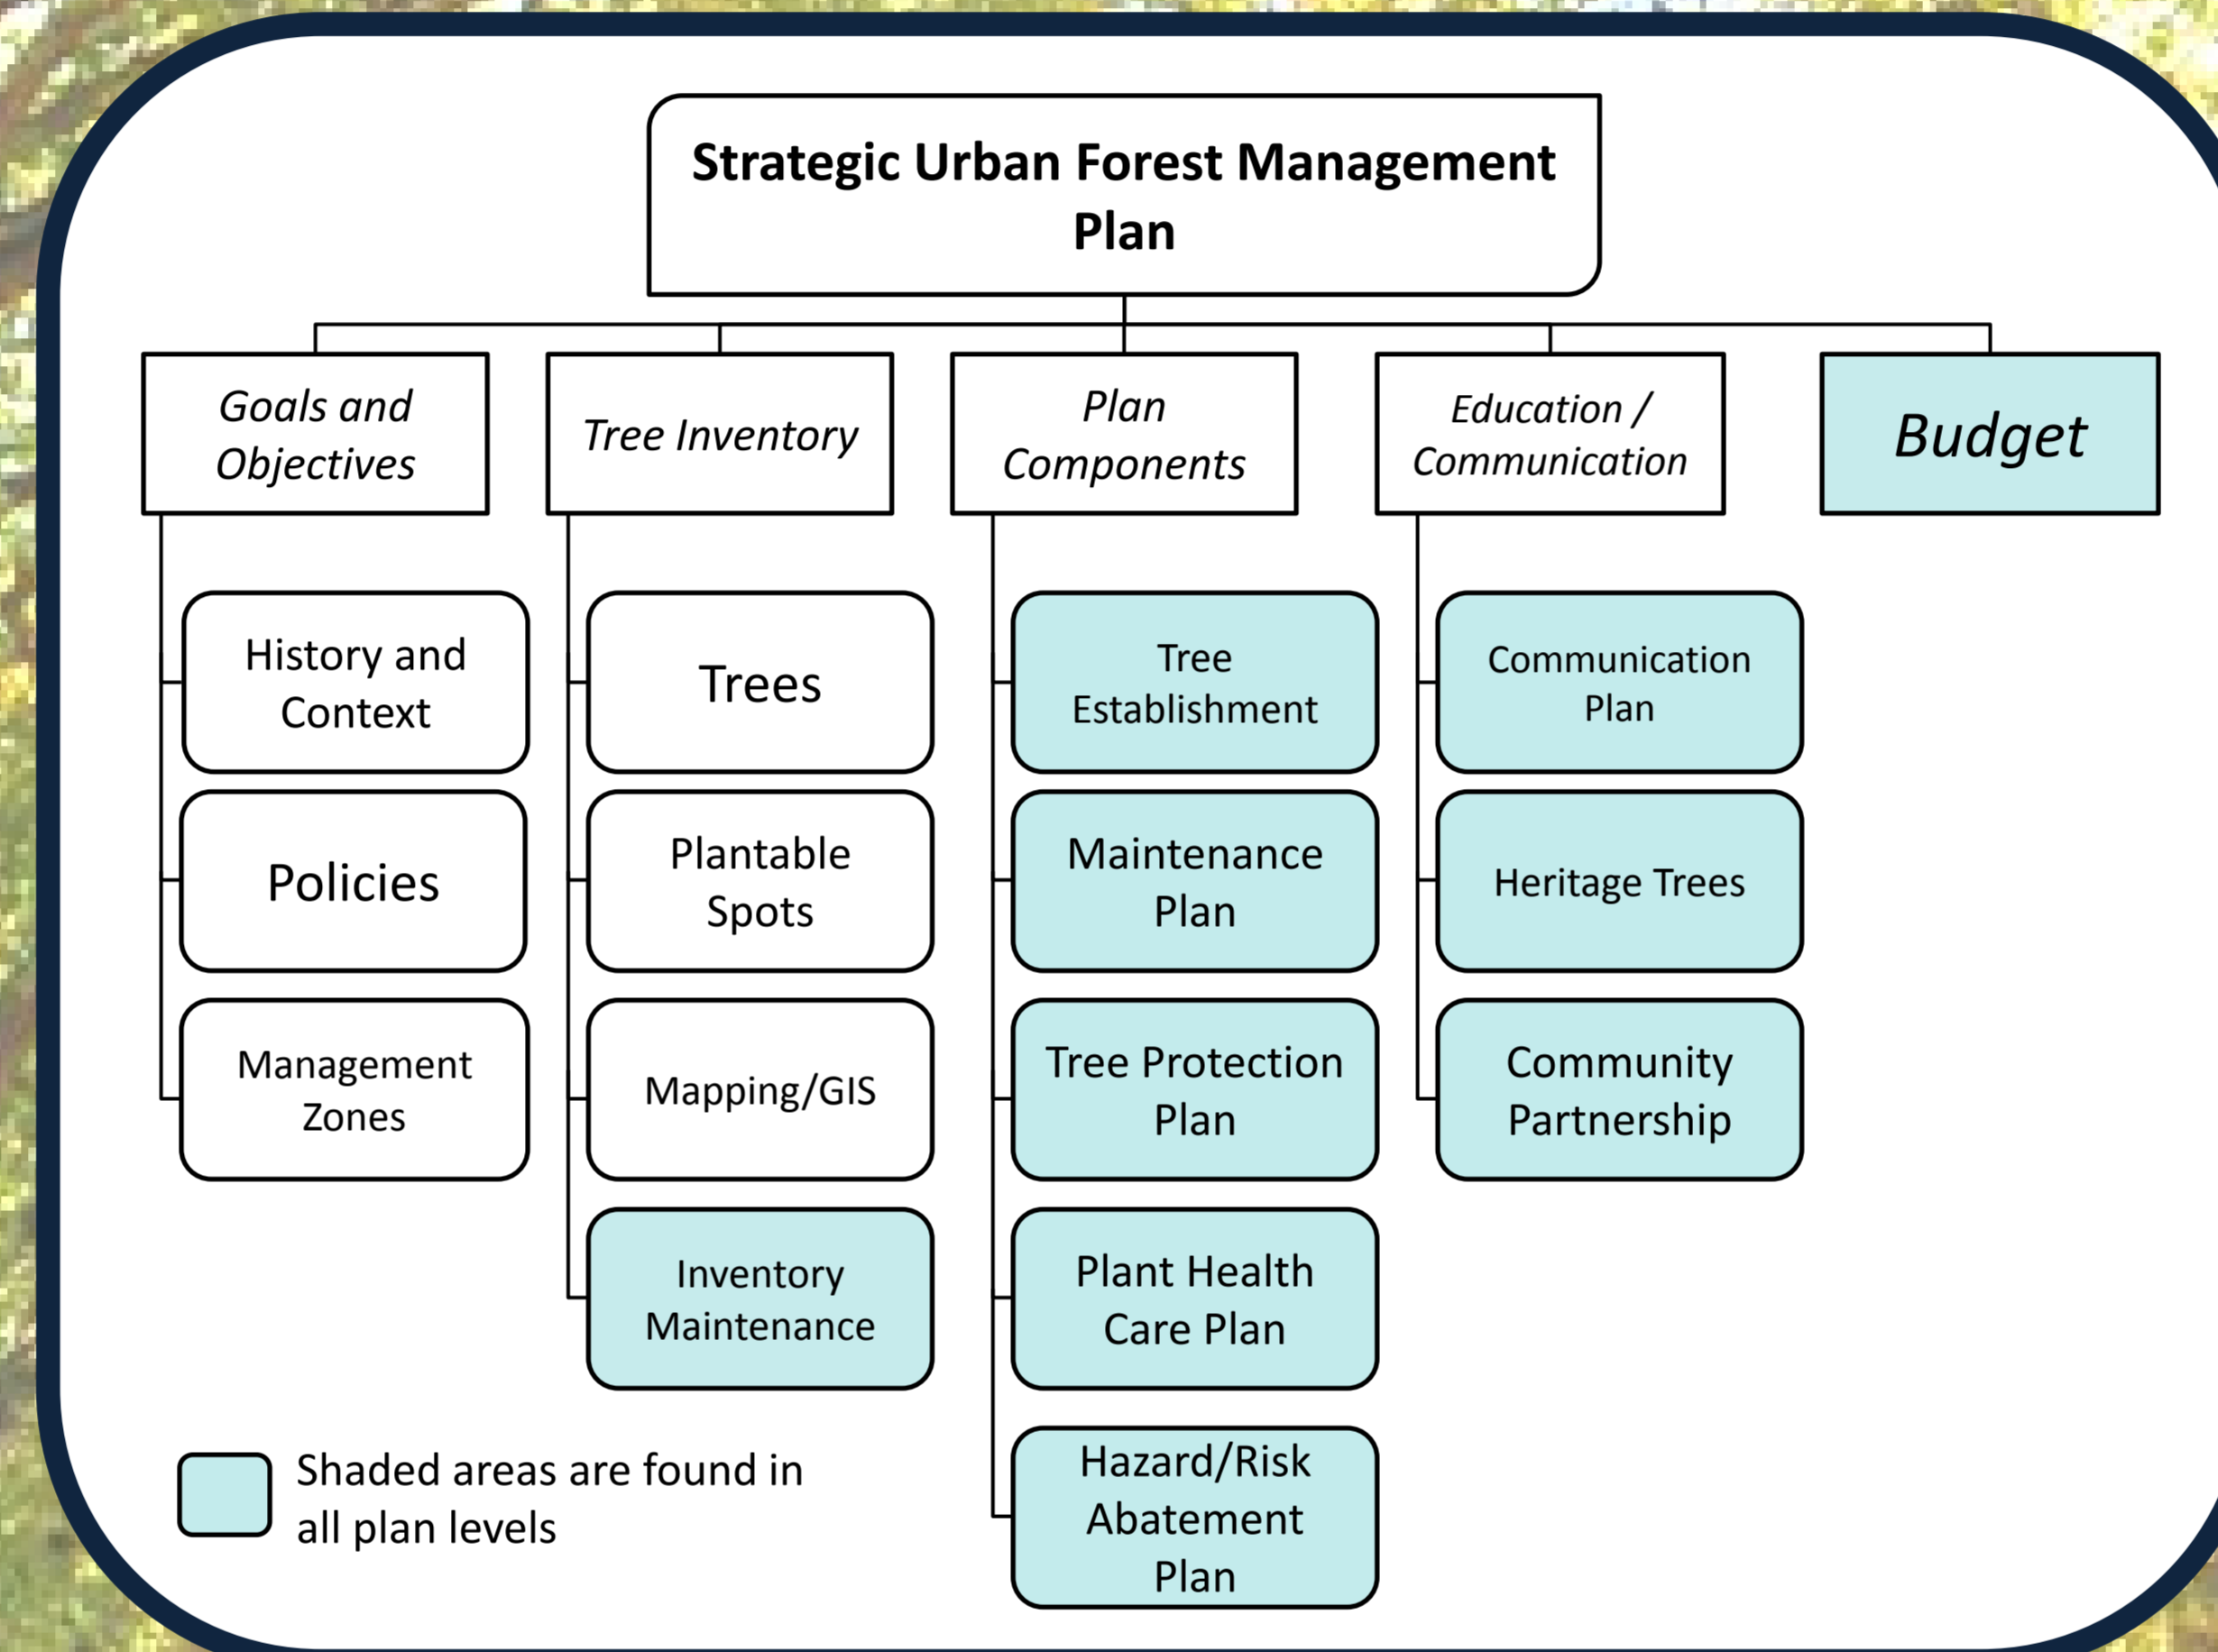 Strategic Urban Forest Management
Plan
Goals and
Objectives
Tree Inventory
Plan
Components
Education /
Communication
Budget
History and
Context
Policies
Management
Zones
Trees
Plantable
Spots
Mapping/GIS
Inventory
Maintenance
Tree
Establishment
Maintenance
Plan
Tree Protection
Plan
Plant Health
Care Plan
Hazard/Risk
Abatement
Plan
Communication
Plan
Heritage Trees
Community
Partnership
Shaded areas are found in
all plan levels